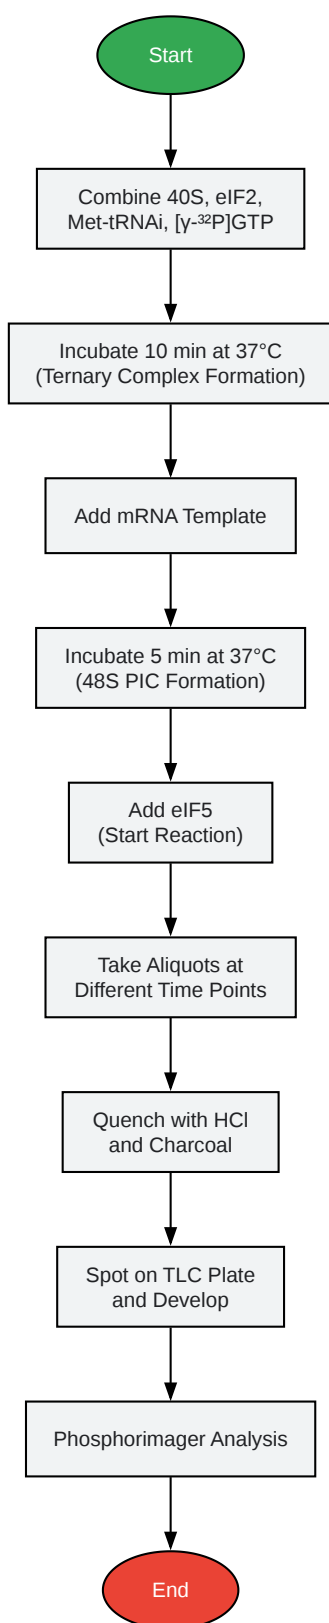 Start
Combine 40S, eIF2,
Met-tRNAi, [γ-³²P]GTP
Incubate 10 min at 37°C
(Ternary Complex Formation)
Add mRNA Template
Incubate 5 min at 37°C
(48S PIC Formation)
Add eIF5
(Start Reaction)
Take Aliquots at
Different Time Points
Quench with HCl
and Charcoal
Spot on TLC Plate
and Develop
Phosphorimager Analysis
End